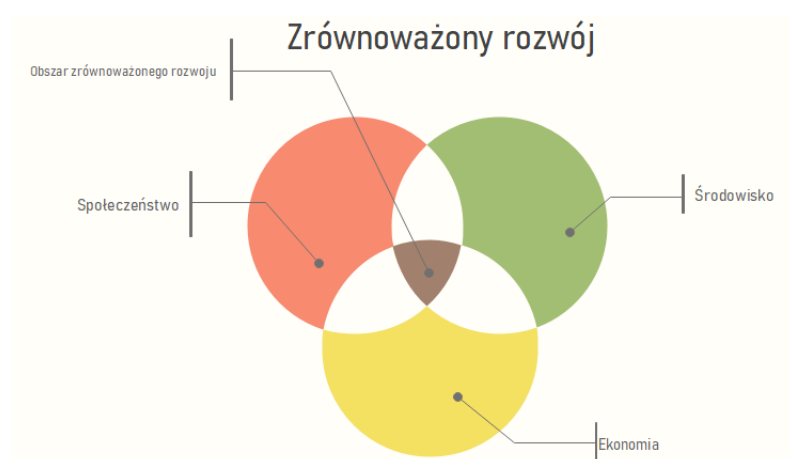 Zrównoważony rozwój
Obszar zrównoważonego rozwoju
Społeczeństwo
Środowisko
Ekonomia